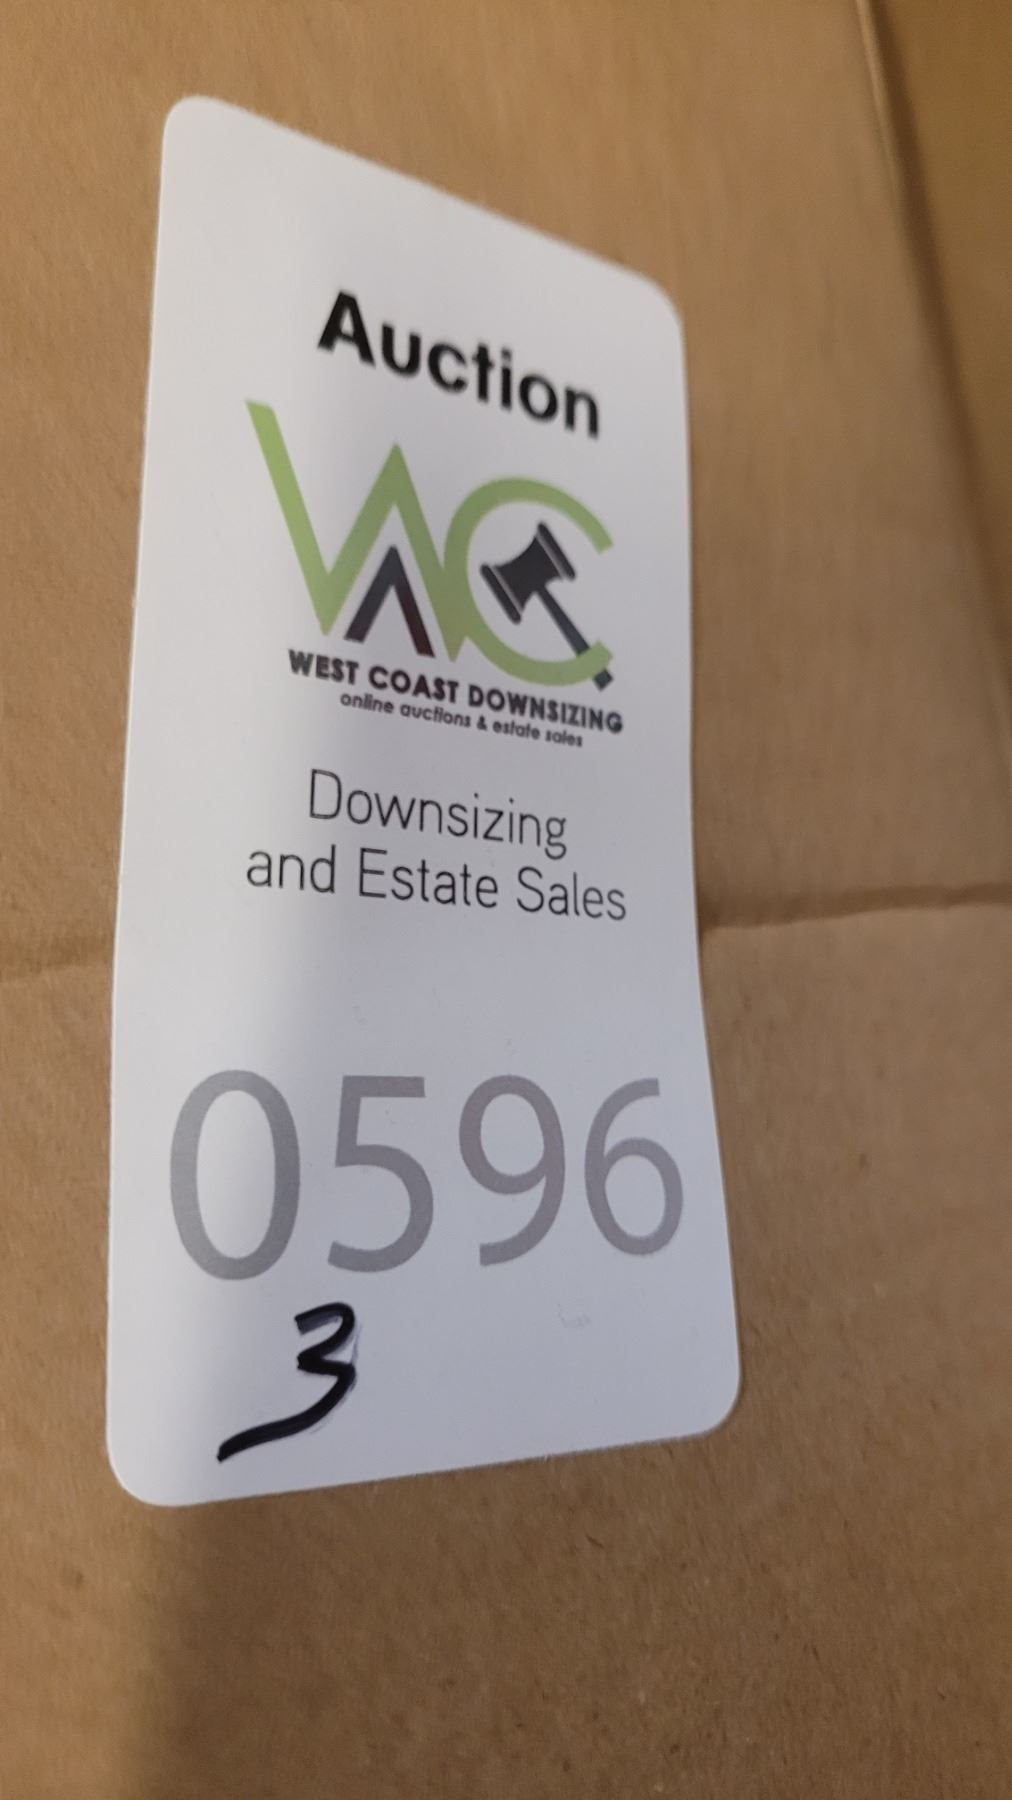 Auction
WC
WEST COAST DOWNSIZING
online auctions & estate sales
Downsizing
and Estate Sales
0596
3